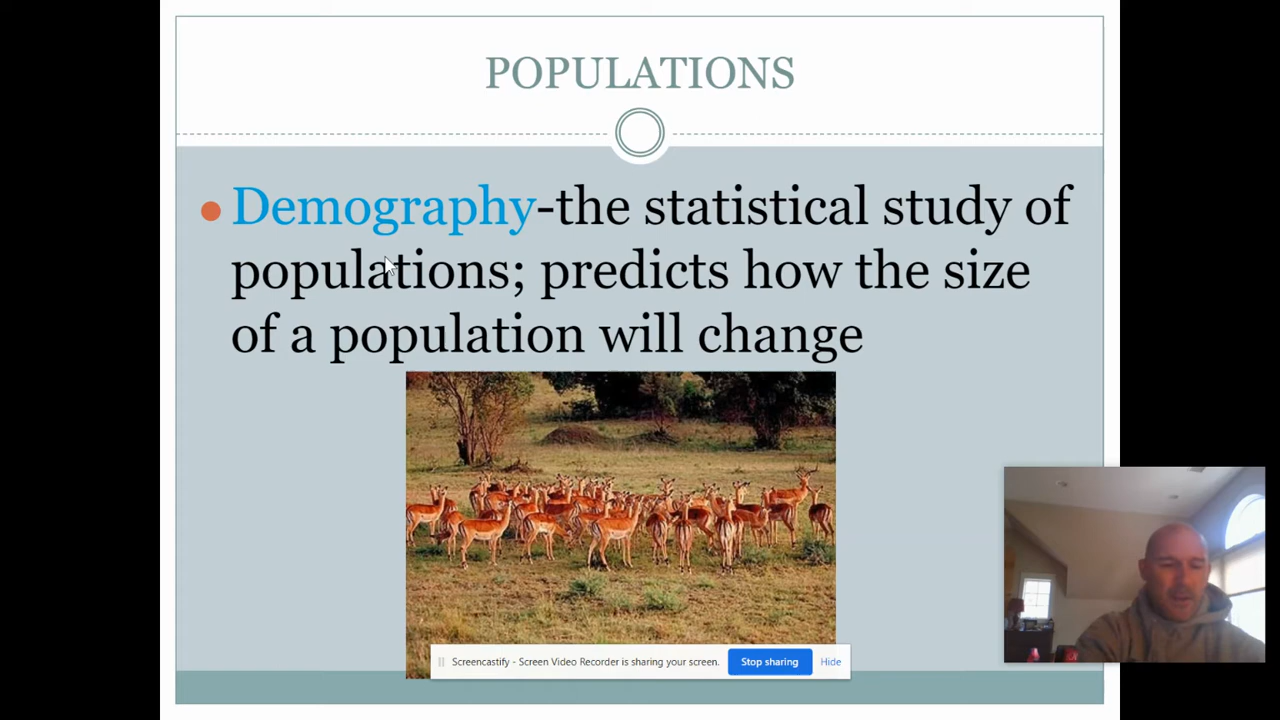 POPULATIONS
Demography-the statistical study of
populations; predicts how the size
of a population will change
Screencastify - Screen Video Recorder is sharing your screen.
Stop sharing
Hide